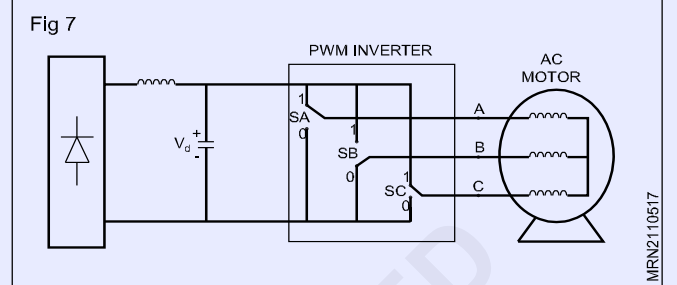 Fig 7
PWM INVERTER
AC
MOTOR
1
SA
0
1
SB
0
1
SC
0
Vd
+
-
A
B
C
MRN2110517